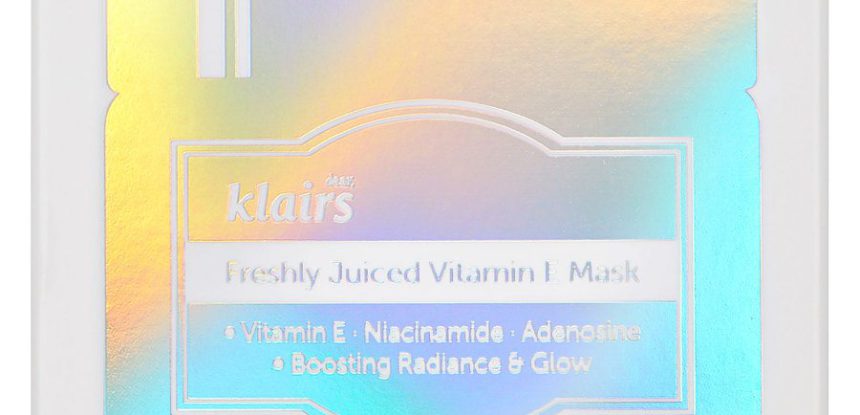 dear,
klairs
Freshly Juiced Vitamin E Mask
• Vitamin E · Niacinamide · Adenosine
• Boosting Radiance & Glow